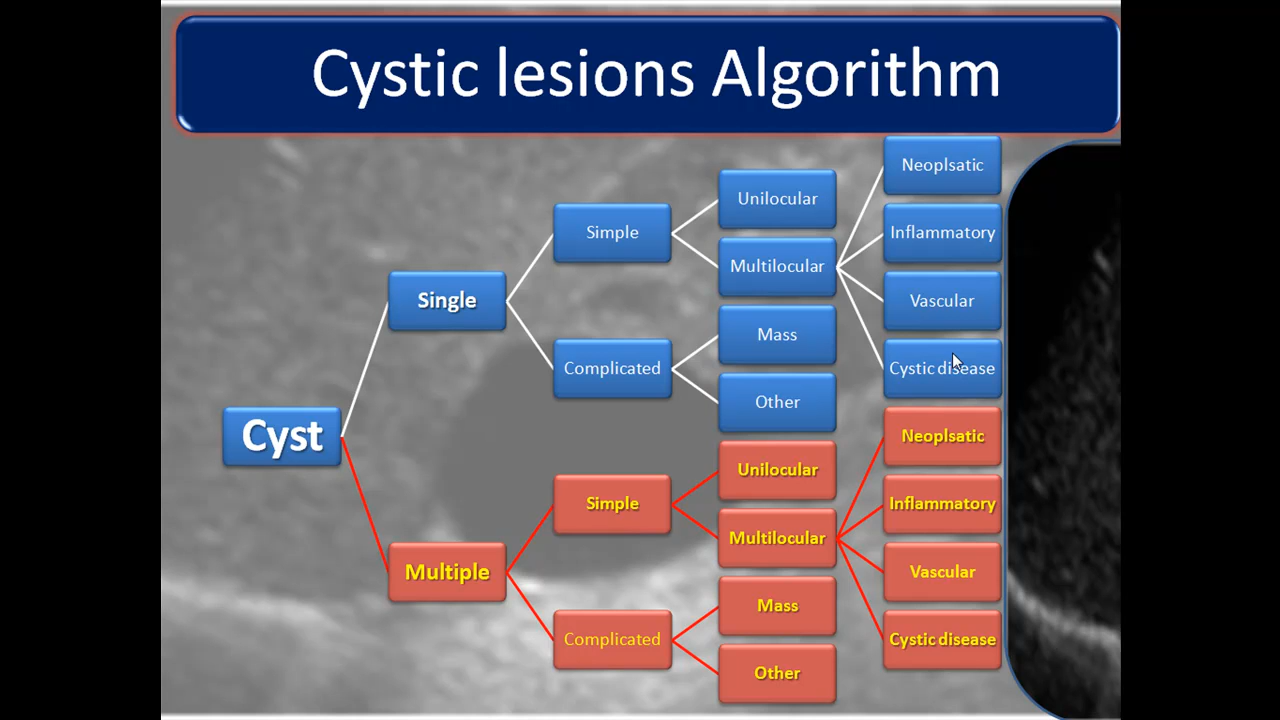 Cystic lesions Algorithm
Cyst
Single
Simple
Unilocular
Multilocular
Neoplsatic
Inflammatory
Vascular
Cystic disease
Complicated
Mass
Other
Multiple
Simple
Unilocular
Multilocular
Neoplsatic
Inflammatory
Vascular
Cystic disease
Complicated
Mass
Other